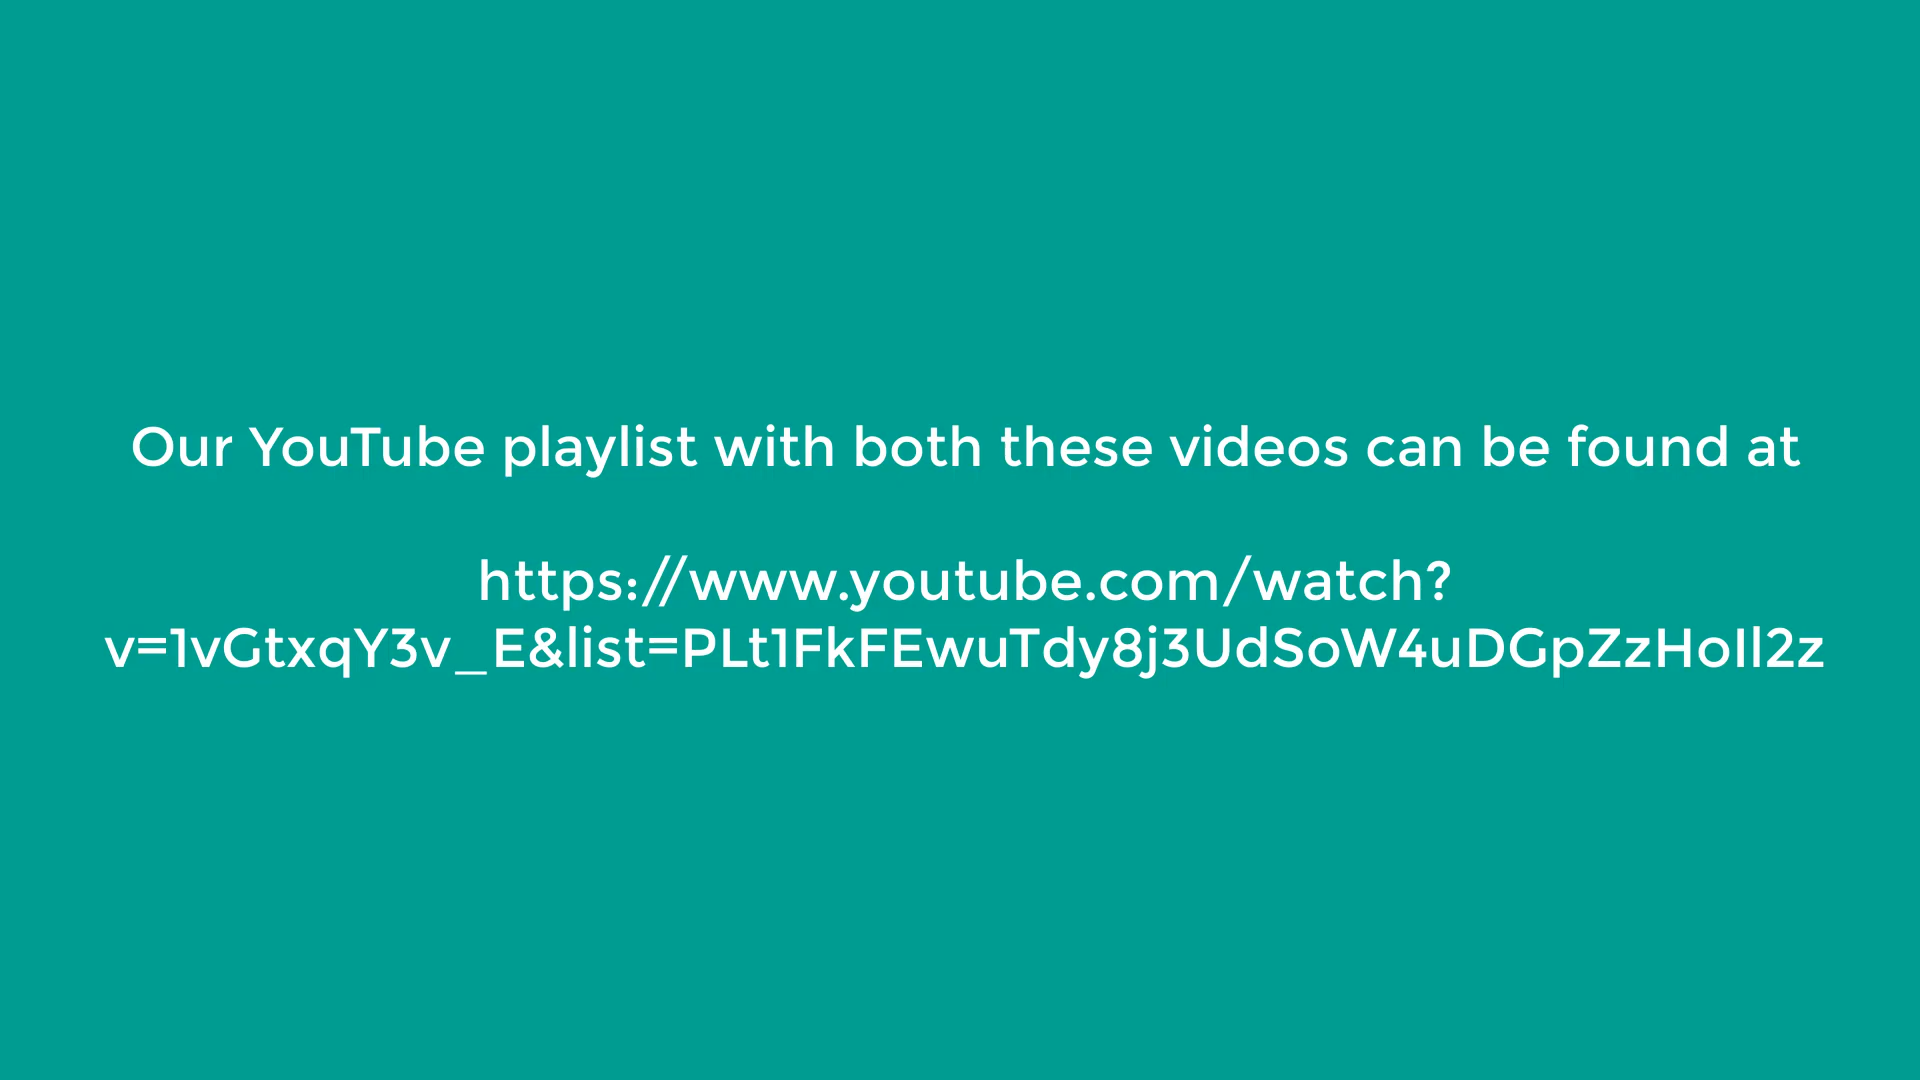 Our YouTube playlist with both these videos can be found at
https://www.youtube.com/watch?
v=1vGtxqY3v_E&list=PLt1FkFEwuTdy8j3UdSoW4uDGpZzHoIl2z